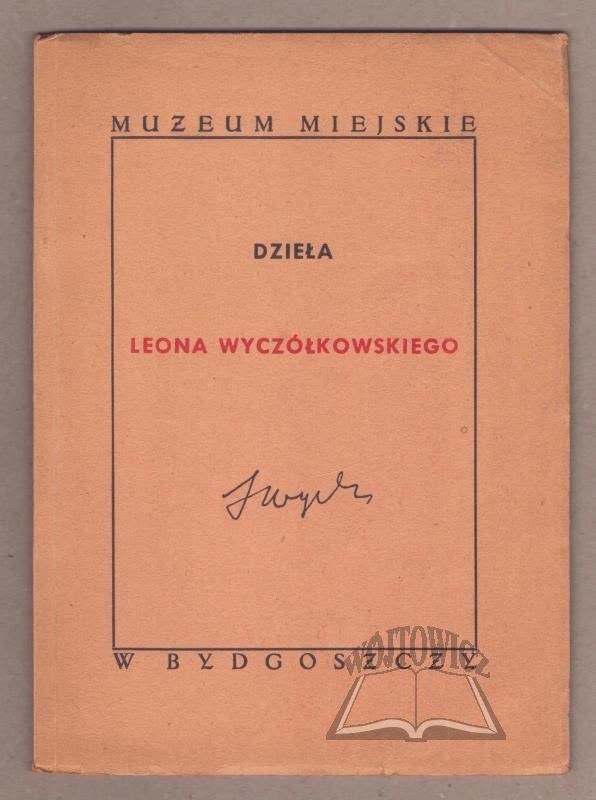 MUZEUM MIEJSKIE
DZIEŁA
LEONA WYCZÓŁKOWSKIEGO
W BYDGOSZCZY
WÓJTOWICZ